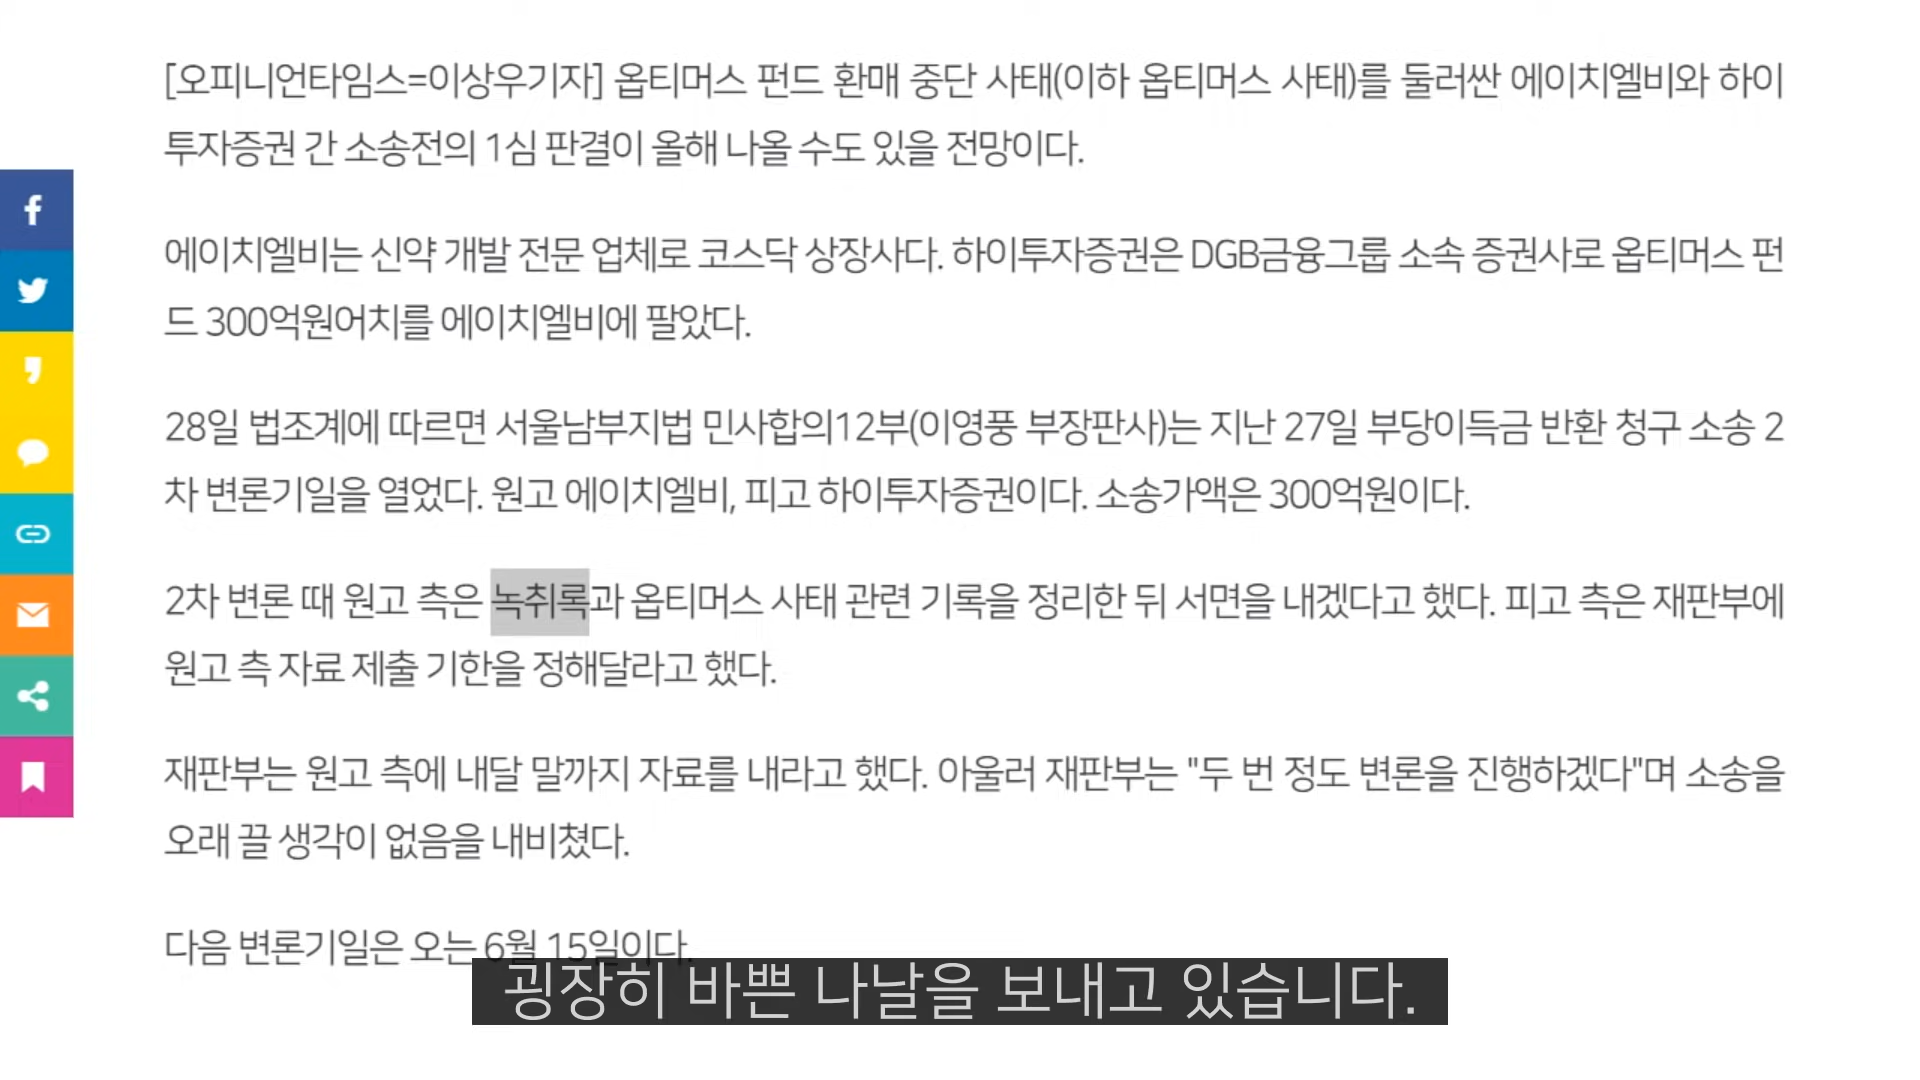 [오피니언타임스=이상우기자] 옵티머스 펀드 환매 중단 사태(이하 옵티머스 사태)를 둘러싼 에이치엘비와 하이
투자증권 간 소송전의 1심 판결이 올해 나올 수도 있을 전망이다.
에이치엘비는 신약 개발 전문 업체로 코스닥 상장사다. 하이투자증권은 DGB금융그룹 소속 증권사로 옵티머스 펀
드 300억원어치를 에이치엘비에 팔았다.
28일 법조계에 따르면 서울남부지법 민사합의12부(이영풍 부장판사)는 지난 27일 부당이득금 반환 청구 소송 2
차 변론기일을 열었다. 원고 에이치엘비, 피고 하이투자증권이다. 소송가액은 300억원이다.
2차 변론 때 원고 측은 녹취록과 옵티머스 사태 관련 기록을 정리한 뒤 서면을 내겠다고 했다. 피고 측은 재판부에
원고 측 자료 제출 기한을 정해달라고 했다.
재판부는 원고 측에 내달 말까지 자료를 내라고 했다. 아울러 재판부는 "두 번 정도 변론을 진행하겠다"며 소송을
오래 끌 생각이 없음을 내비쳤다.
다음 변론기일은 오는 6월 15일이다.
굉장히 바쁜 나날을 보내고 있습니다.